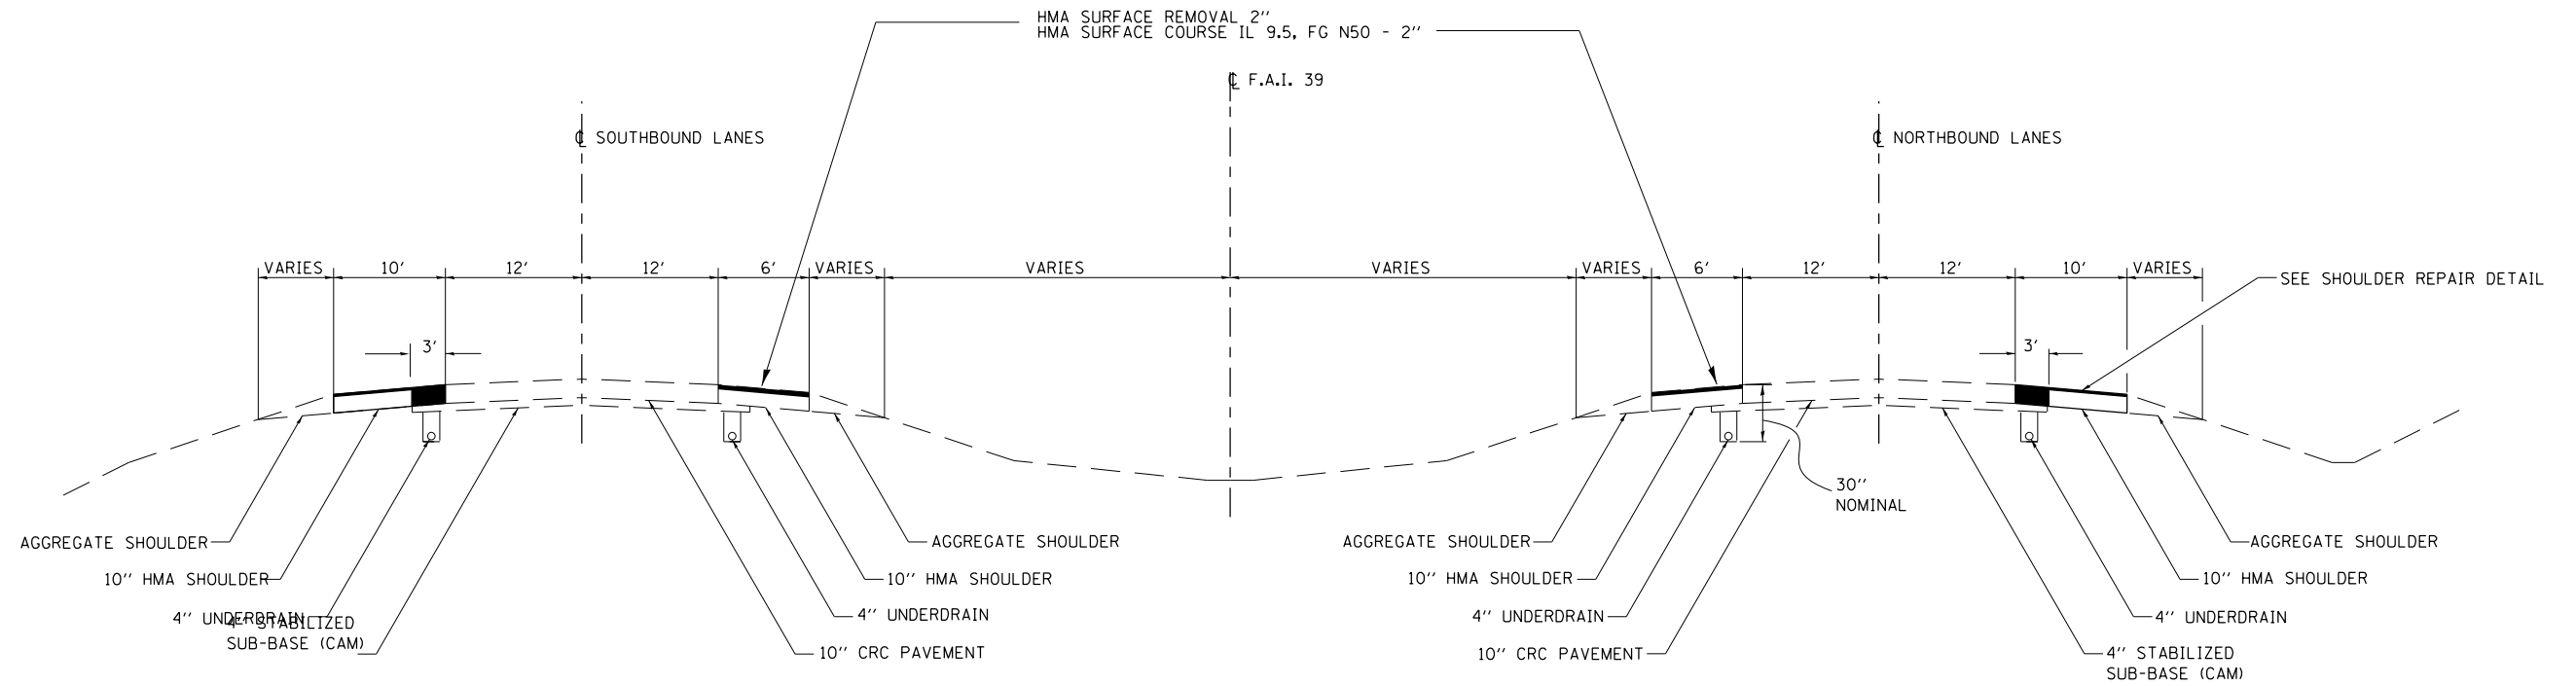 HMA SURFACE REMOVAL 2''
HMA SURFACE COURSE IL 9.5, FG N50 - 2''
℄ F.A.I. 39
℄ SOUTHBOUND LANES
℄ NORTHBOUND LANES
VARIES 10' 12' 12' 6' VARIES VARIES VARIES VARIES 6' 12' 12' 10' VARIES
SEE SHOULDER REPAIR DETAIL
3' 3'
30''
NOMINAL
AGGREGATE SHOULDER
10'' HMA SHOULDER
4'' UNDERDRAIN
4'' STABILIZED
SUB-BASE (CAM)
AGGREGATE SHOULDER
10'' HMA SHOULDER
4'' UNDERDRAIN
10'' CRC PAVEMENT
AGGREGATE SHOULDER
10'' HMA SHOULDER
4'' UNDERDRAIN
10'' CRC PAVEMENT
AGGREGATE SHOULDER
10'' HMA SHOULDER
4'' UNDERDRAIN
4'' STABILIZED
SUB-BASE (CAM)